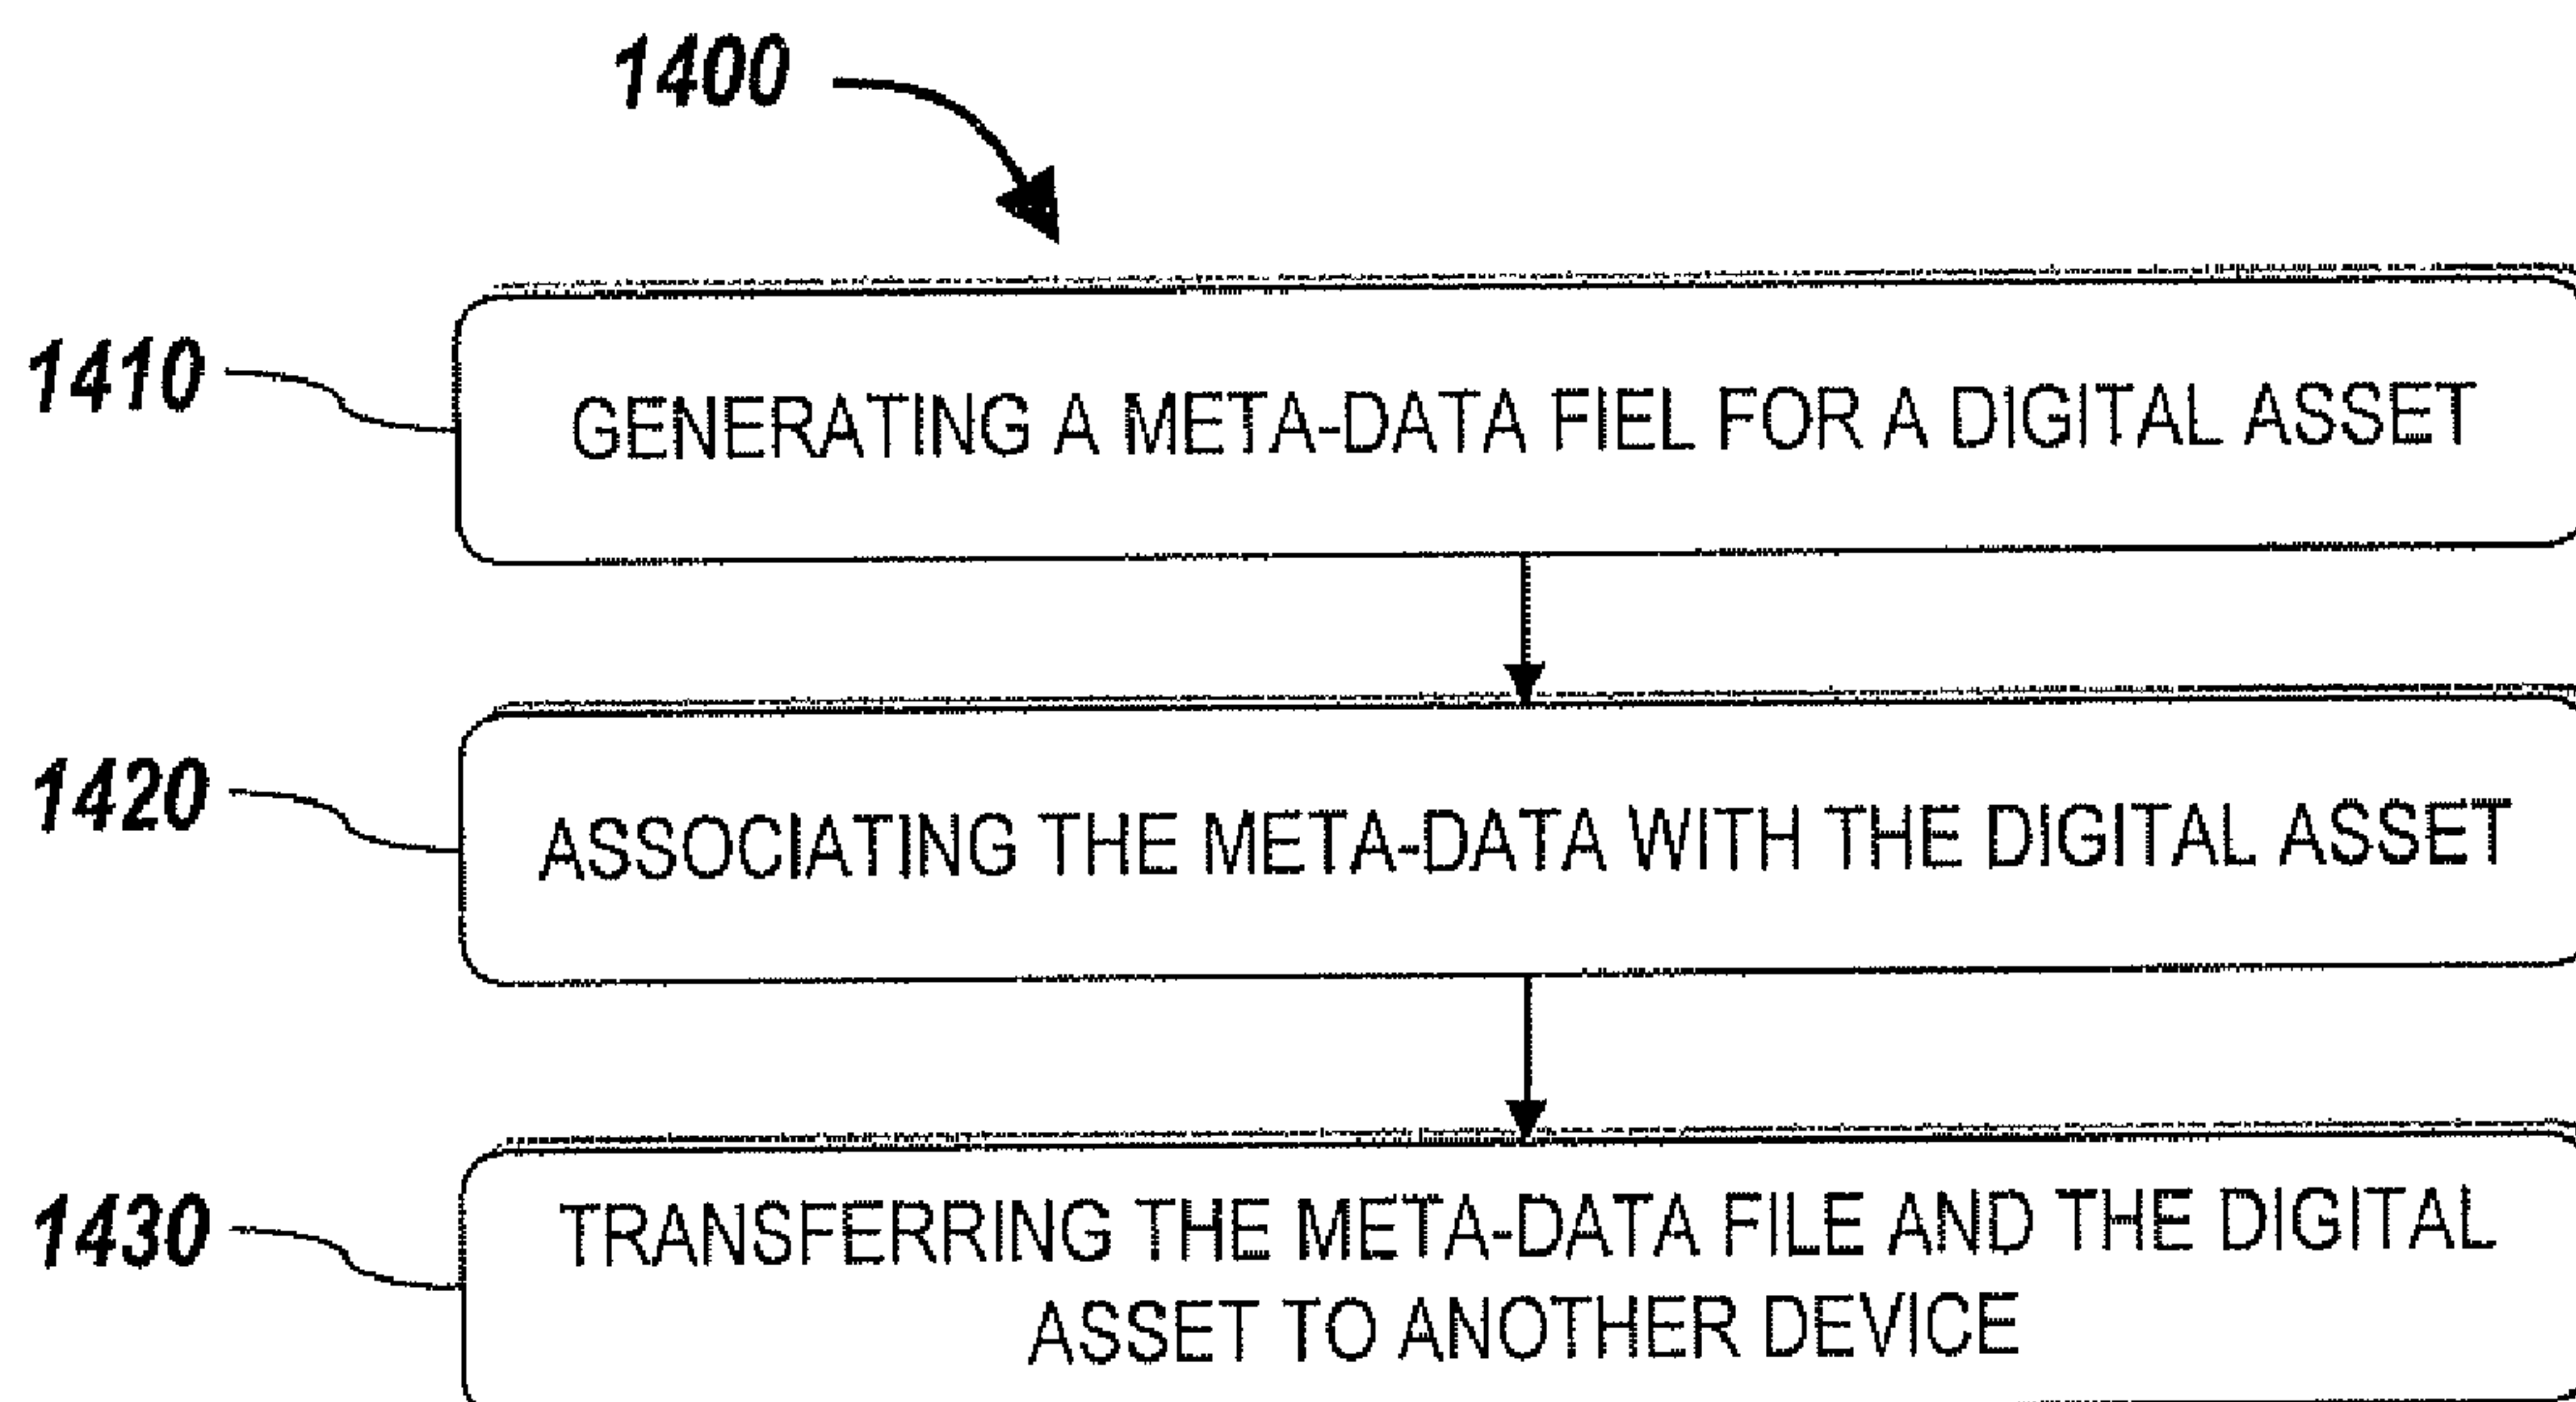 1400
1410
GENERATING A META-DATA FIEL FOR A DIGITAL ASSET
1420
ASSOCIATING THE META-DATA WITH THE DIGITAL ASSET
1430
TRANSFERRING THE META-DATA FILE AND THE DIGITAL
ASSET TO ANOTHER DEVICE